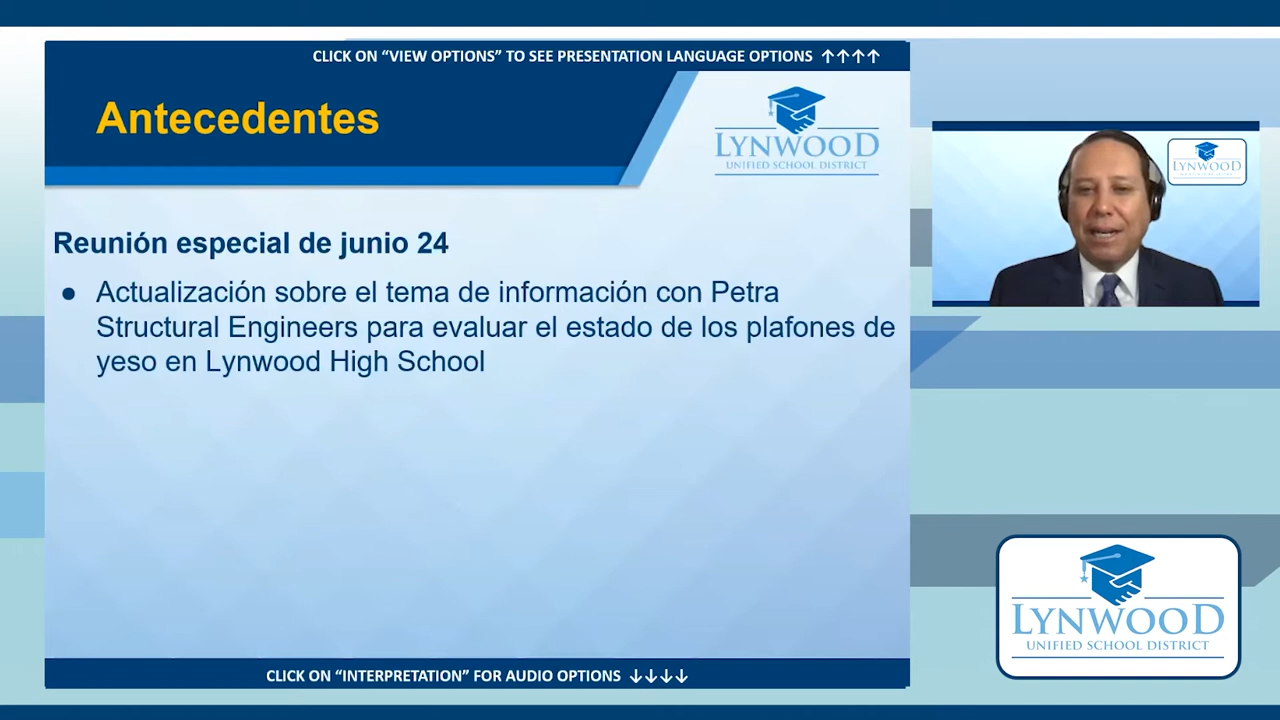 CLICK ON “VIEW OPTIONS” TO SEE PRESENTATION LANGUAGE OPTIONS ↑↑↑↑
Antecedentes
LYNWOOD
UNIFIED SCHOOL DISTRICT
LYNWOOD
Reunión especial de junio 24
● Actualización sobre el tema de información con Petra
Structural Engineers para evaluar el estado de los plafones de
yeso en Lynwood High School
LYNWOOD
UNIFIED SCHOOL DISTRICT
CLICK ON “INTERPRETATION” FOR AUDIO OPTIONS ↓↓↓↓